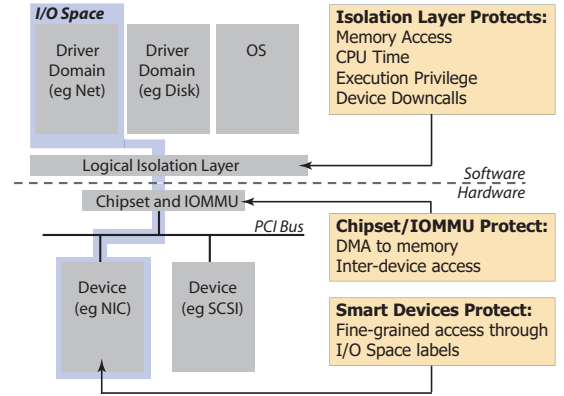 I/O Space
Driver
Domain
(eg Net)
Driver
Domain
(eg Disk)
OS
Isolation Layer Protects:
Memory Access
CPU Time
Execution Privilege
Device Downcalls
Logical Isolation Layer
Software
Hardware
Chipset and IOMMU
PCI Bus
Chipset/IOMMU Protect:
DMA to memory
Inter-device access
Device
(eg NIC)
Device
(eg SCSI)
Smart Devices Protect:
Fine-grained access through
I/O Space labels